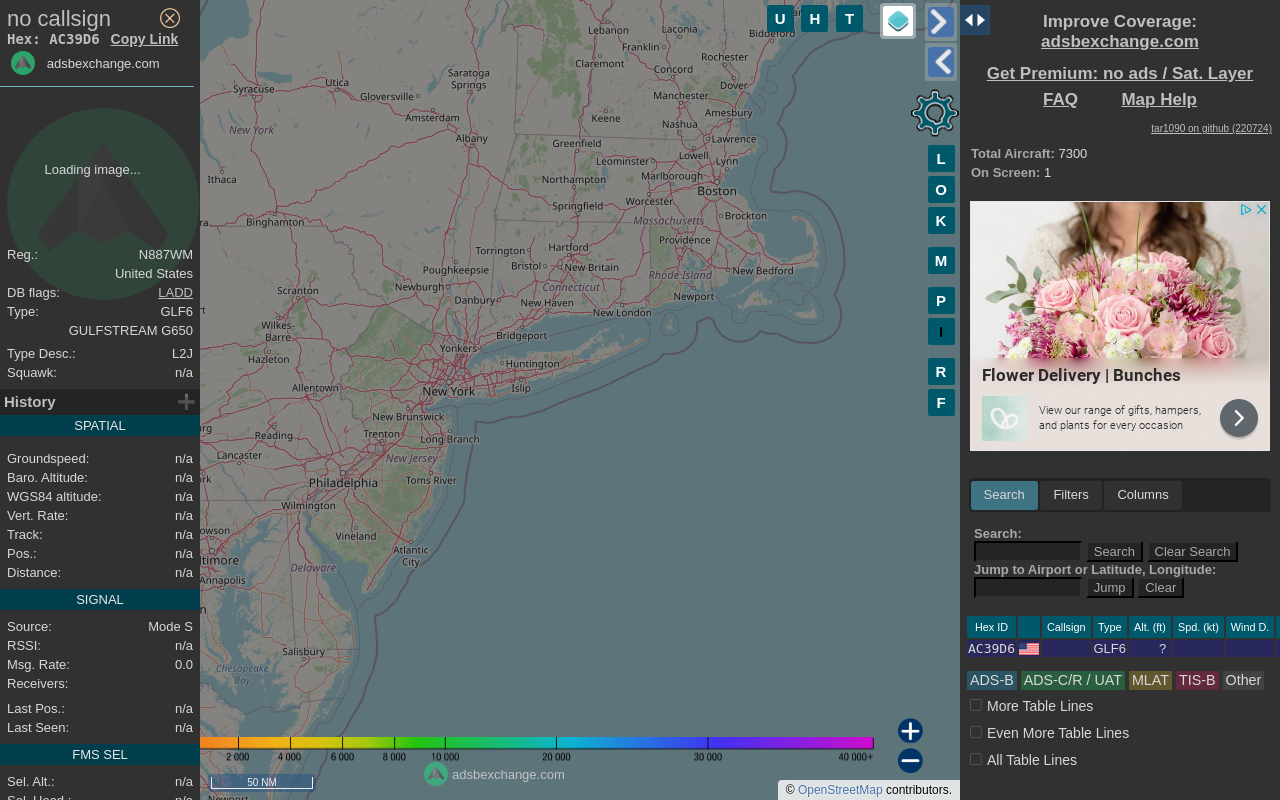 no callsign
Hex: AC39D6 Copy Link
adsbexchange.com
Loading image...
Reg.: N887WM
United States
DB flags: LADD
Type: GLF6
GULFSTREAM G650
Type Desc.: L2J
Squawk: n/a
History
SPATIAL
Groundspeed: n/a
Baro. Altitude: n/a
WGS84 altitude: n/a
Vert. Rate: n/a
Track: n/a
Pos.: n/a
Distance: n/a
SIGNAL
Source: Mode S
RSSI: n/a
Msg. Rate: 0.0
Receivers:
Last Pos.: n/a
Last Seen: n/a
FMS SEL
Sel. Alt.: n/a
U H T
L
O
K
M
P
I
R
F
Lebanon
Laconia
Biddeford
Franklin
Claremont
Rochester
Concord
Dover
Manchester
Saratoga
Springs
Utica
Syracuse
Gloversville
Amesbury
Amsterdam
Keene
Nashua
New York
Albany
Lawrence
Greenfield
Lowell
Leominster
Lynn
Ithaca
Northampton
Marlborough
Boston
Worcester
Springfield
Brockton
Binghamton
Massachusetts
Providence
Torrington
Hartford
Bristol
New Britain
Poughkeepsie
New Bedford
Rhode Island
Connecticut
Scranton
Newburgh
Danbury
New Haven
Newport
New London
Wilkes-
Barre
Bridgeport
Yonkers
Hazleton
Huntington
Allentown
New York
Islip
New Brunswick
Reading
Trenton
Long Branch
Lancaster
New Jersey
Philadelphia
Toms River
Wilmington
Vineland
Atlantic
City
Delaware
Annapolis
Salisbury
Chesapeake
Bay
2 000 4 000 6 000 8 000 10 000 20 000 30 000 40 000+
adsbexchange.com
50 NM
© OpenStreetMap contributors.
Improve Coverage:
adsbexchange.com
Get Premium: no ads / Sat. Layer
FAQ Map Help
tar1090 on github (220724)
Total Aircraft: 7300
On Screen: 1
Flower Delivery | Bunches
View our range of gifts, hampers,
and plants for every occasion
Search Filters Columns
Search:
Search Clear Search
Jump to Airport or Latitude, Longitude:
Jump Clear
Hex ID Callsign Type Alt. (ft) Spd. (kt) Wind D.
AC39D6 GLF6 ?
ADS-B ADS-C/R / UAT MLAT TIS-B Other
More Table Lines
Even More Table Lines
All Table Lines